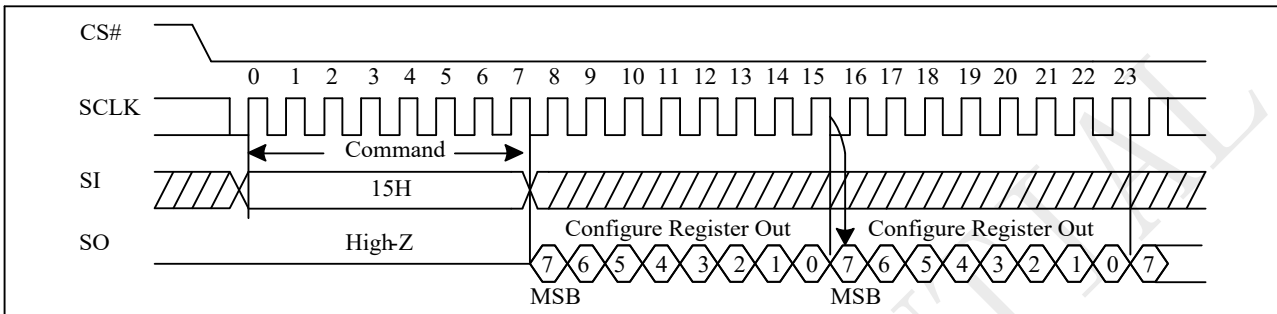 CS#
0 1 2 3 4 5 6 7 8 9 10 11 12 13 14 15 16 17 18 19 20 21 22 23
SCLK
Command
SI
15H
SO
High-Z
Configure Register Out
Configure Register Out
7 6 5 4 3 2 1 0 7 6 5 4 3 2 1 0 7
MSB
MSB